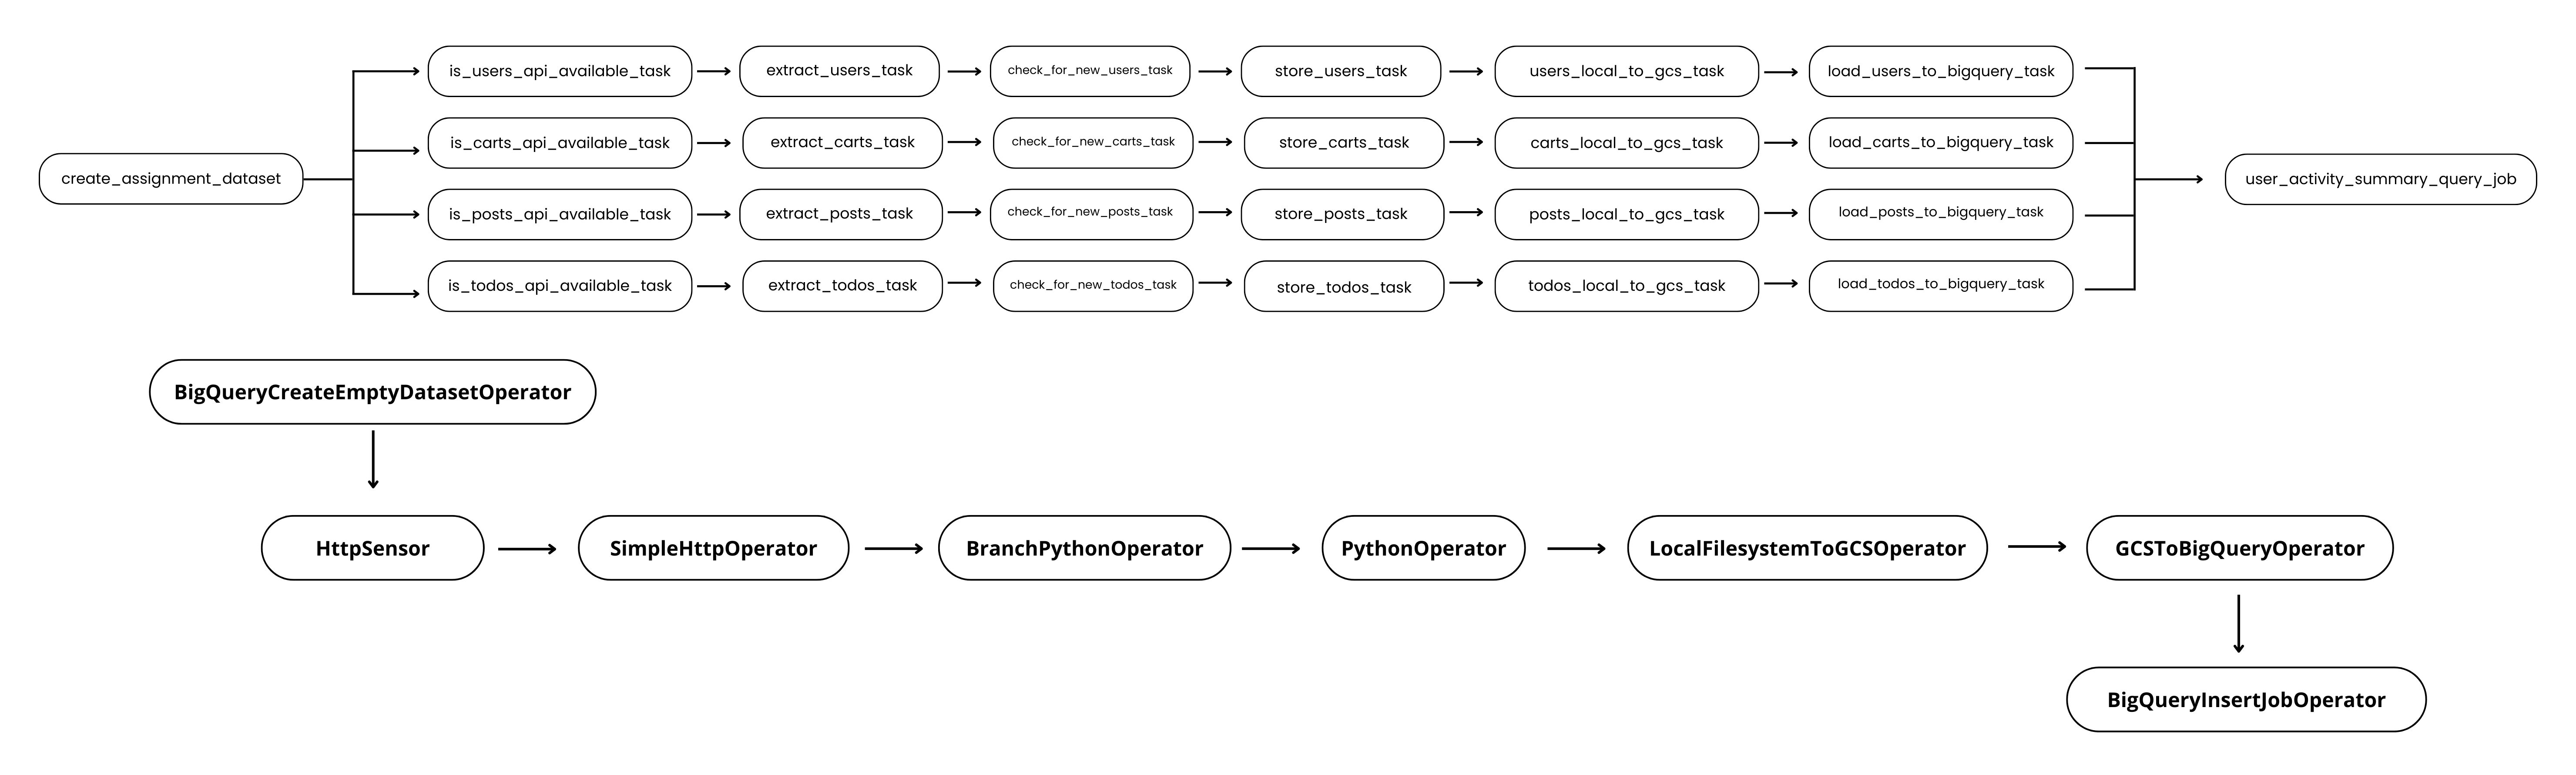 is_users_api_available_task
extract_users_task
check_for_new_users_task
store_users_task
users_local_to_gcs_task
load_users_to_bigquery_task
is_carts_api_available_task
extract_carts_task
check_for_new_carts_task
store_carts_task
carts_local_to_gcs_task
load_carts_to_bigquery_task
create_assignment_dataset
user_activity_summary_query_job
is_posts_api_available_task
extract_posts_task
check_for_new_posts_task
store_posts_task
posts_local_to_gcs_task
load_posts_to_bigquery_task
is_todos_api_available_task
extract_todos_task
check_for_new_todos_task
store_todos_task
todos_local_to_gcs_task
load_todos_to_bigquery_task
BigQueryCreateEmptyDatasetOperator
HttpSensor
SimpleHttpOperator
BranchPythonOperator
PythonOperator
LocalFilesystemToGCSOperator
GCSToBigQueryOperator
BigQueryInsertJobOperator